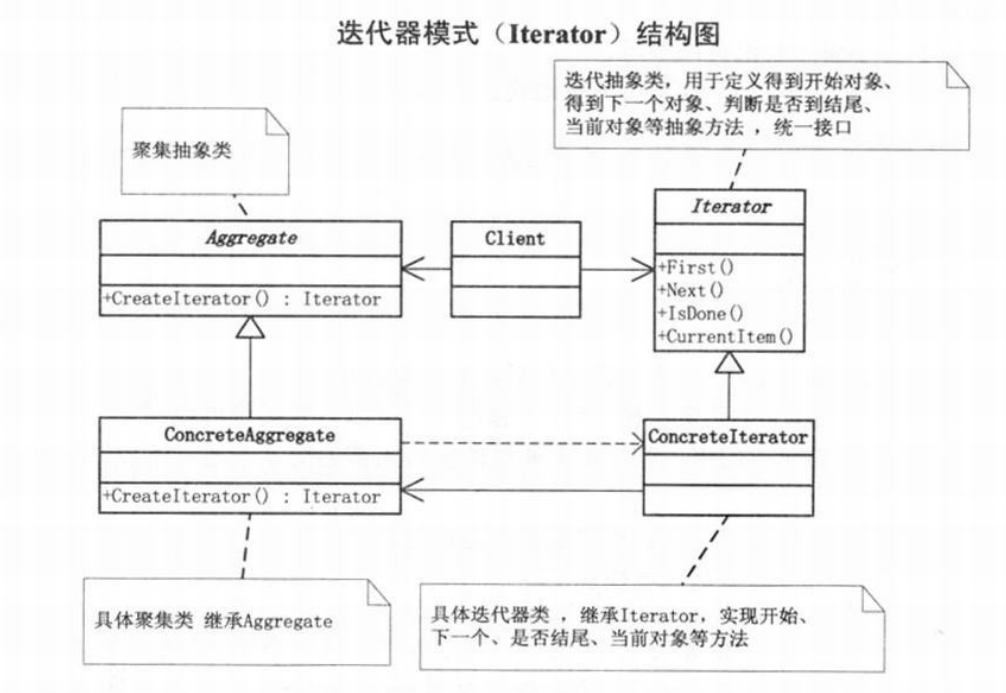 迭代器模式（Iterator）结构图
迭代抽象类，用于定义得到开始对象、
得到下一个对象、判断是否到结尾、
当前对象等抽象方法，统一接口
聚集抽象类
Iterator
Aggregate
Client
+First()
+Next()
+IsDone()
+CurrentItem()
+CreateIterator() : Iterator
ConcreteAggregate
ConcreteIterator
+CreateIterator() : Iterator
具体聚集类 继承Aggregate
具体迭代器类，继承Iterator，实现开始、
下一个、是否结尾、当前对象等方法